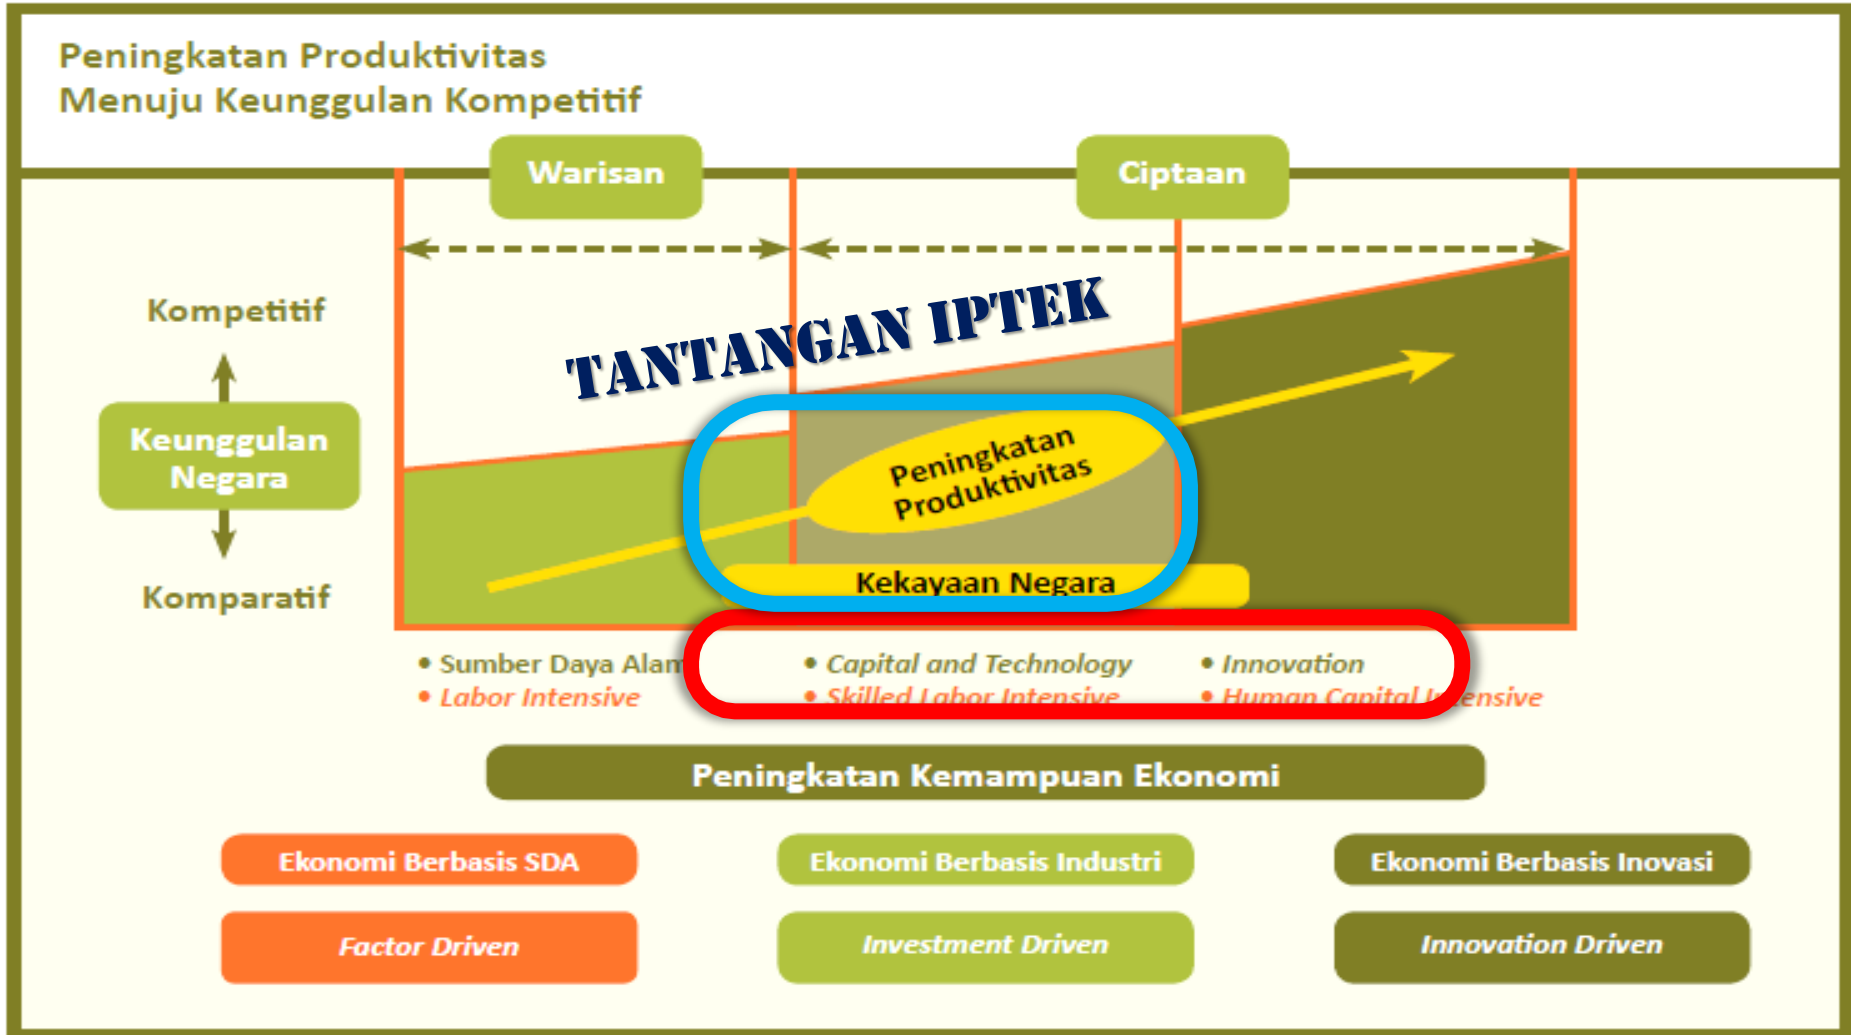 Peningkatan Produktivitas
Menuju Keunggulan Kompetitif
Warisan
Ciptaan
TANTANGAN IPTEK
Kompetitif
Keunggulan
Negara
Komparatif
Peningkatan
Produktivitas
Kekayaan Negara
• Sumber Daya Alam
• Labor Intensive
• Capital and Technology
• Skilled Labor Intensive
• Innovation
• Human Capital Intensive
Peningkatan Kemampuan Ekonomi
Ekonomi Berbasis SDA
Ekonomi Berbasis Industri
Ekonomi Berbasis Inovasi
Factor Driven
Investment Driven
Innovation Driven